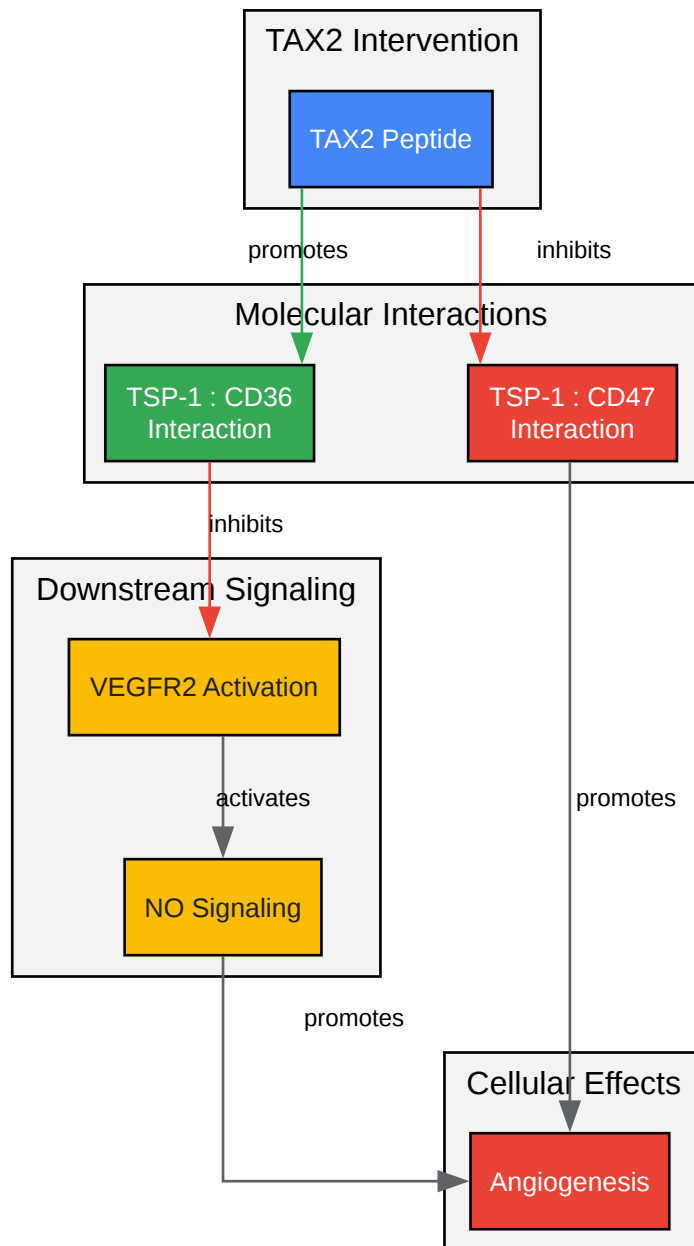 TAX2 Intervention
TAX2 Peptide
promotes
inhibits
Molecular Interactions
TSP-1 : CD36
Interaction
TSP-1 : CD47
Interaction
inhibits
Downstream Signaling
VEGFR2 Activation
activates
promotes
NO Signaling
promotes
Cellular Effects
Angiogenesis